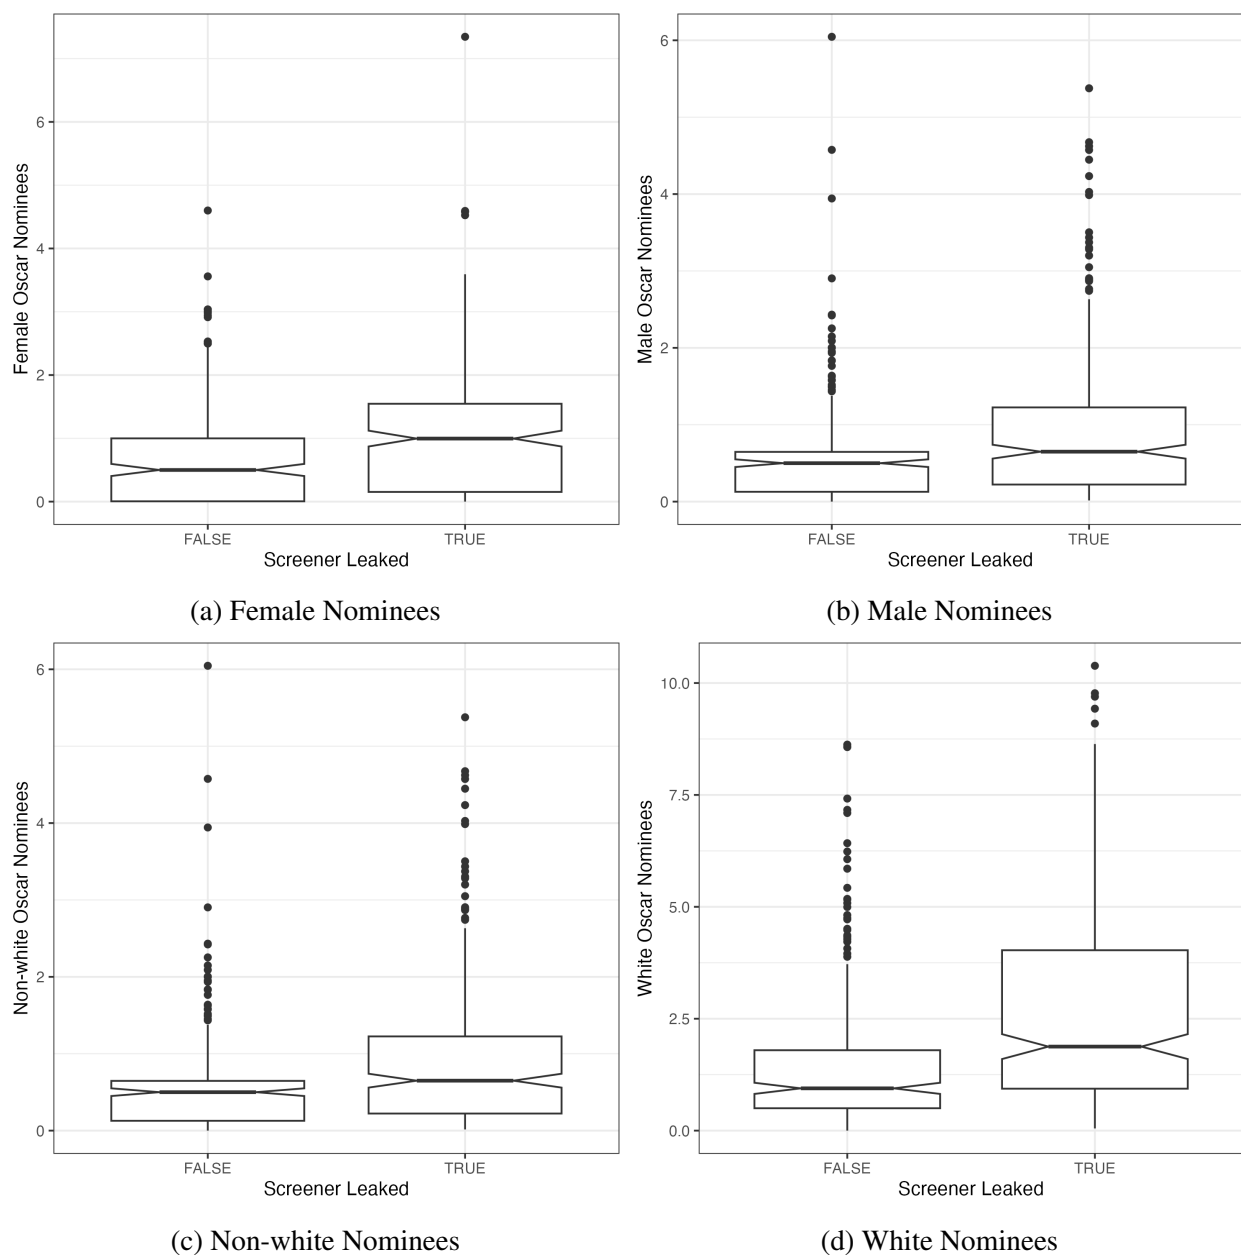 Female Oscar Nominees
6
4
2
0
FALSE
TRUE
Screener Leaked
(a) Female Nominees
Male Oscar Nominees
6
4
2
0
FALSE
TRUE
Screener Leaked
(b) Male Nominees
Non-white Oscar Nominees
6
4
2
0
FALSE
TRUE
Screener Leaked
(c) Non-white Nominees
White Oscar Nominees
10.0
7.5
5.0
2.5
0.0
FALSE
TRUE
Screener Leaked
(d) White Nominees